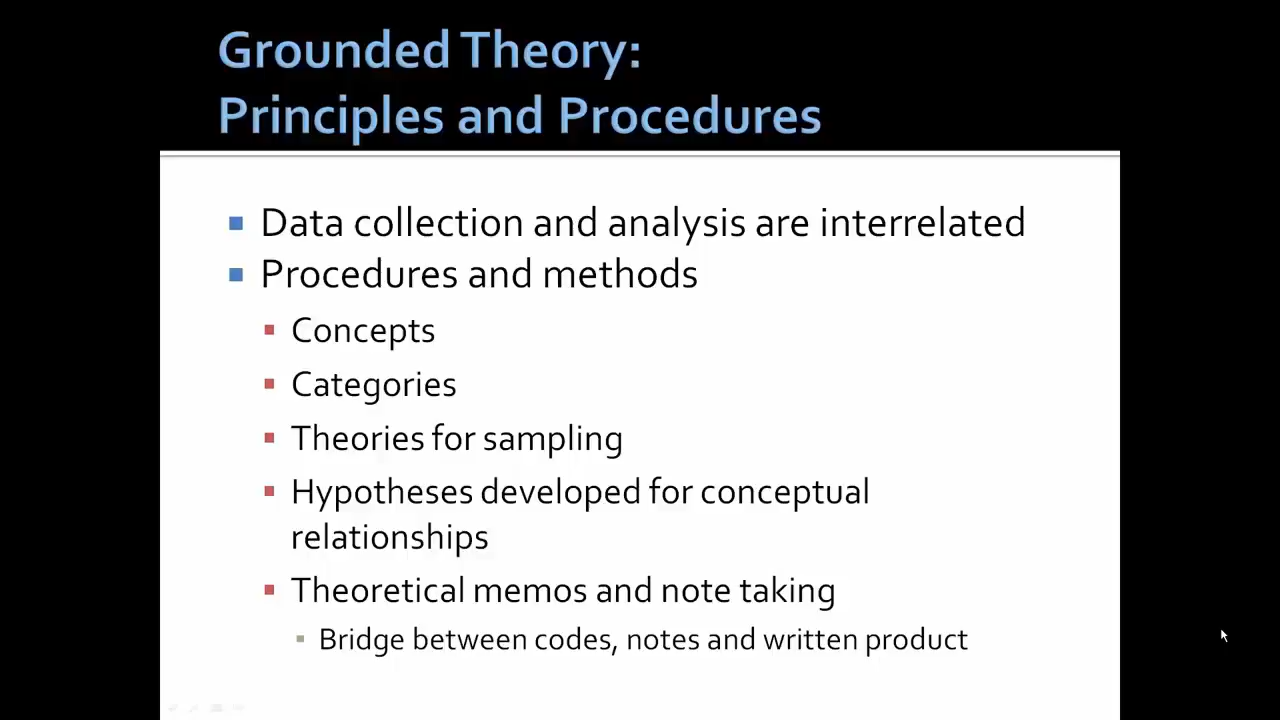 Grounded Theory:
Principles and Procedures
Data collection and analysis are interrelated
Procedures and methods
Concepts
Categories
Theories for sampling
Hypotheses developed for conceptual
relationships
Theoretical memos and note taking
Bridge between codes, notes and written product